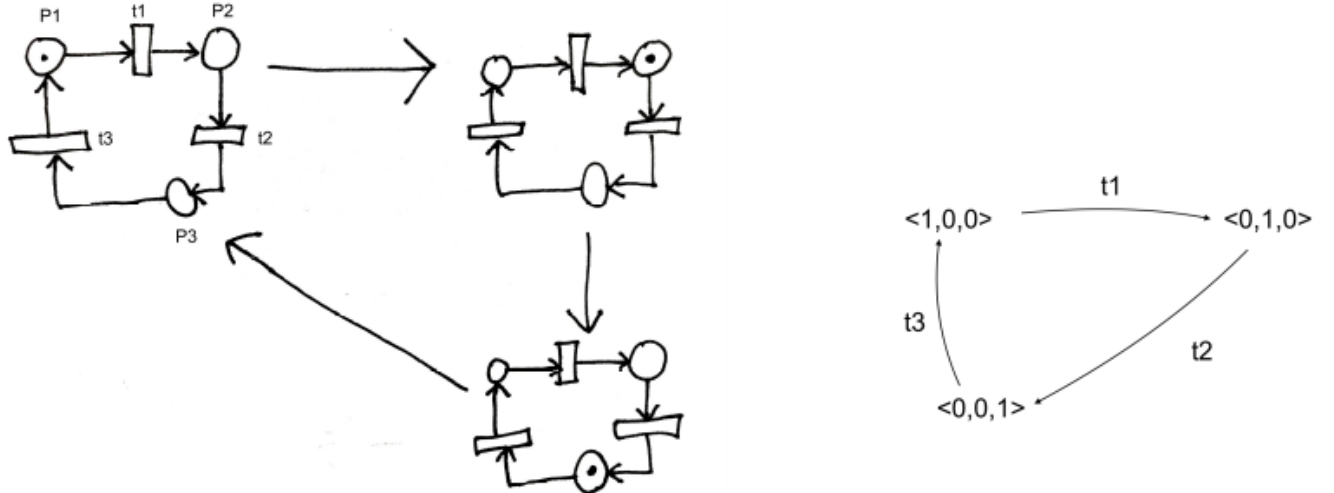 P1 t1 P2
t3 t2
P3
t1
<1,0,0> <0,1,0>
t3 t2
<0,0,1>